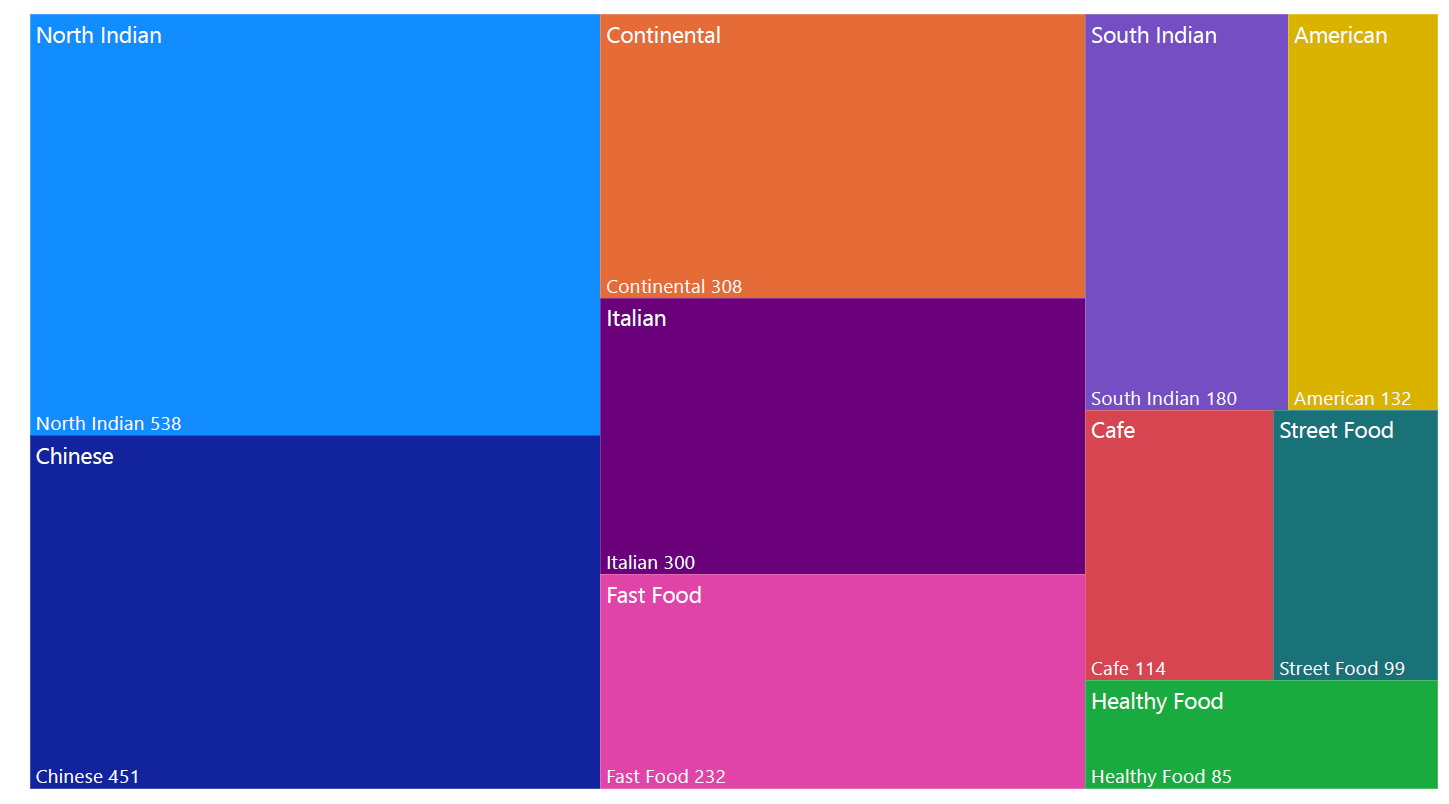 North Indian
North Indian 538
Chinese
Chinese 451
Continental
Continental 308
Italian
Italian 300
Fast Food
Fast Food 232
South Indian
South Indian 180
American
American 132
Cafe
Cafe 114
Street Food
Street Food 99
Healthy Food
Healthy Food 85